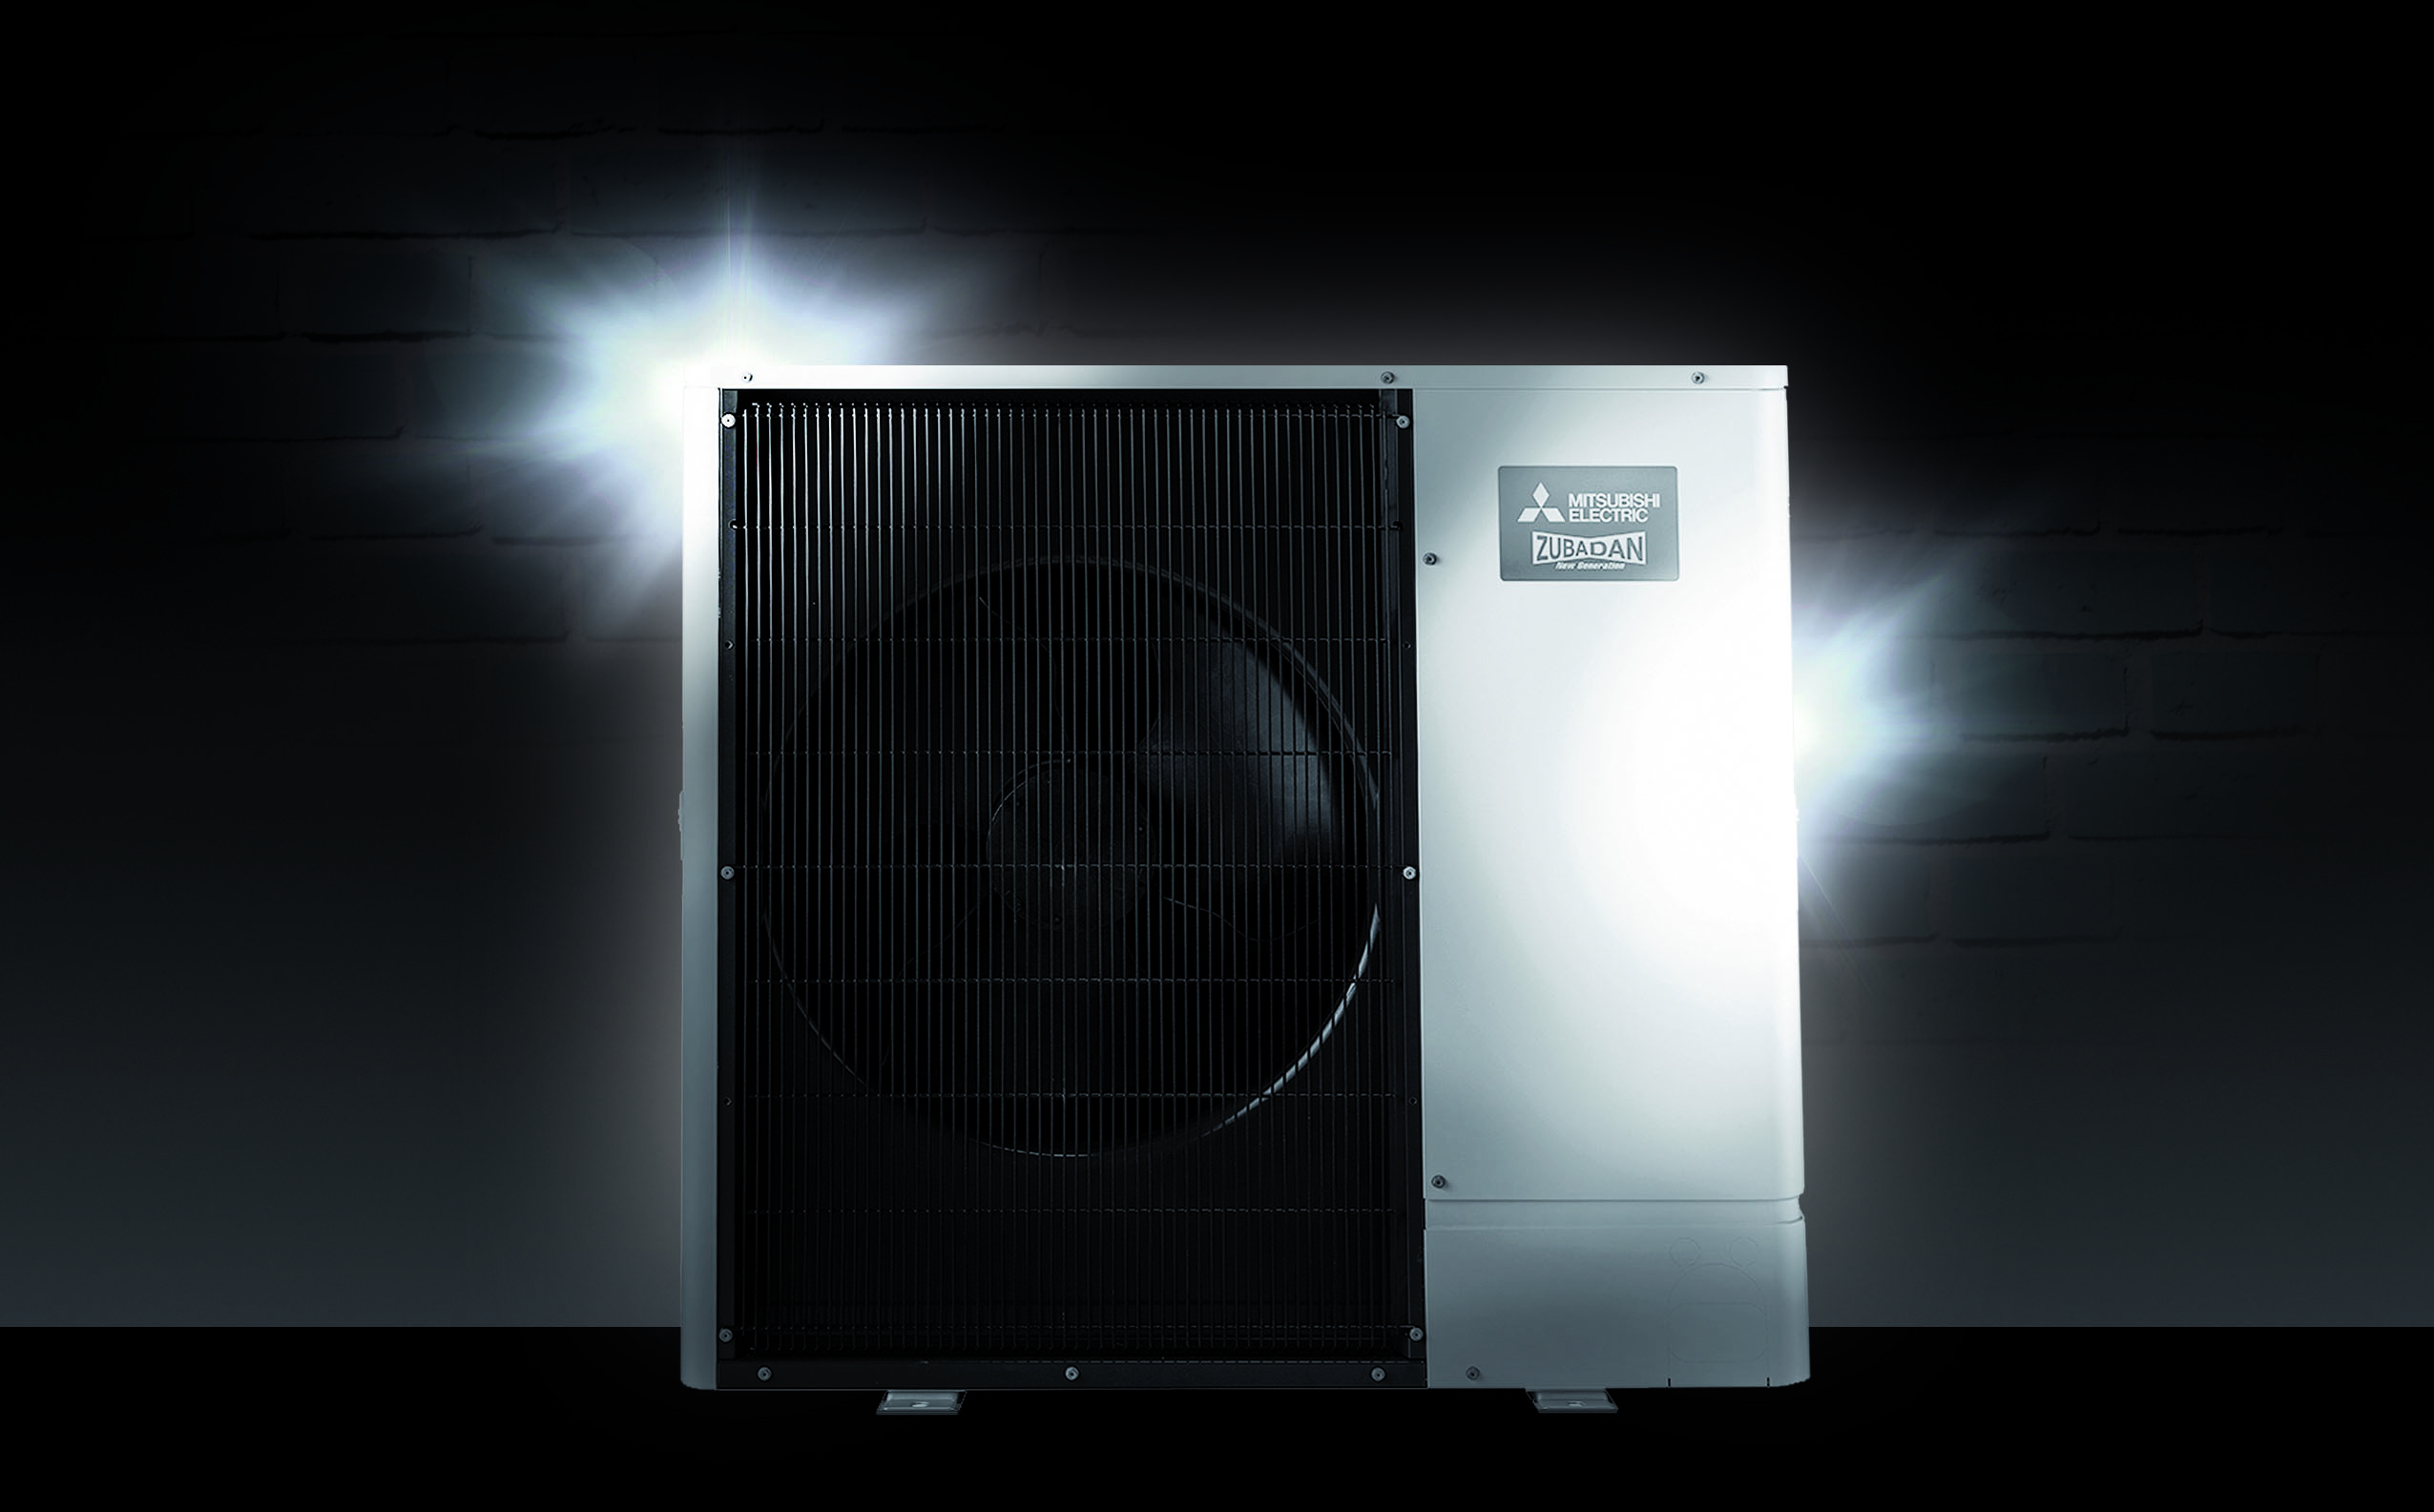 MITSUBISHI
ELECTRIC
ZUBADAN
New Generation